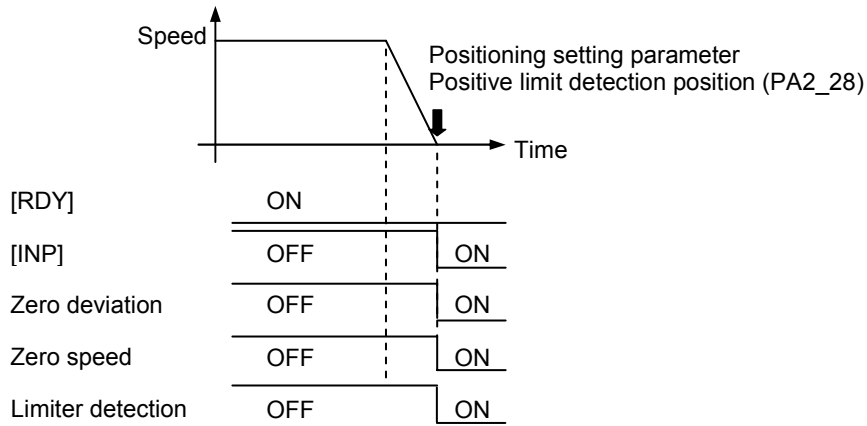 Speed
Positioning setting parameter
Positive limit detection position (PA2_28)
Time
[RDY] ON
[INP] OFF ON
Zero deviation OFF ON
Zero speed OFF ON
Limiter detection OFF ON